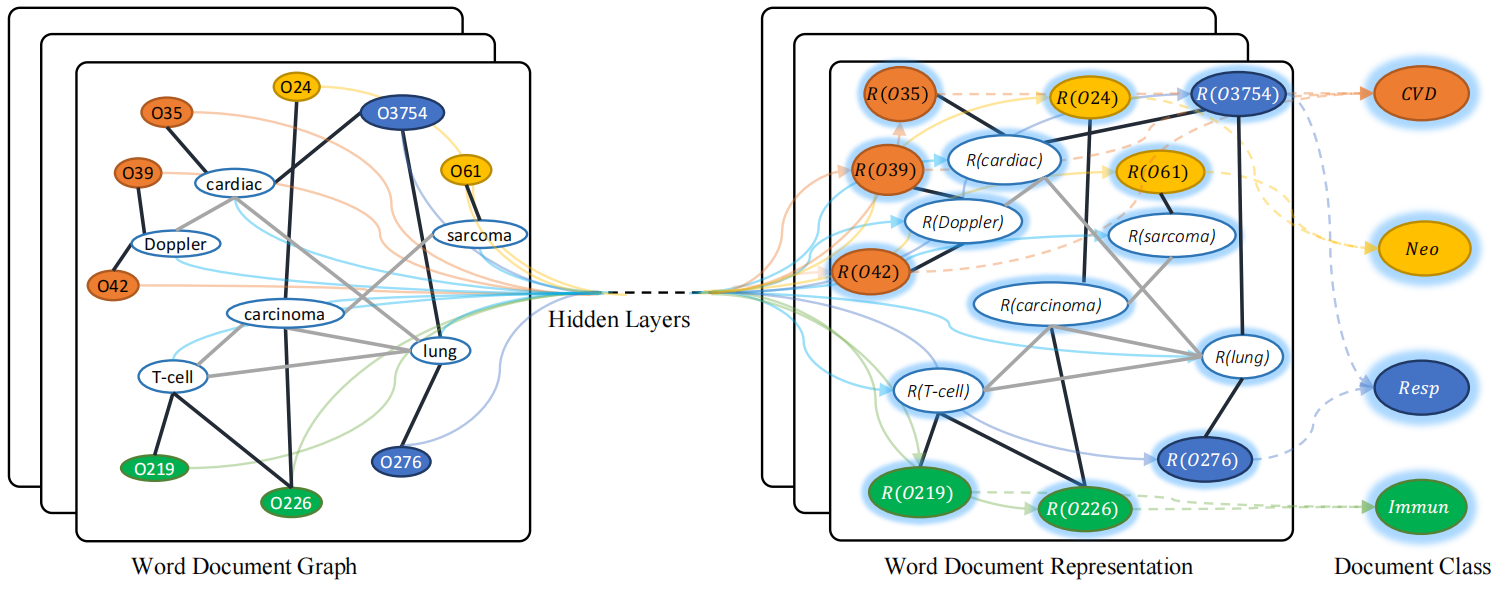 O24
O35
O3754
O39
O61
cardiac
Doppler
sarcoma
O42
carcinoma
lung
T-cell
O219
O276
O226
Word Document Graph
Hidden Layers
R(O35)
R(O24)
R(O3754)
R(O39)
R(cardiac)
R(O61)
R(Doppler)
R(sarcoma)
R(O42)
R(carcinoma)
R(lung)
R(T-cell)
R(O276)
R(O219)
R(O226)
Word Document Representation
CVD
Neo
Resp
Immun
Document Class